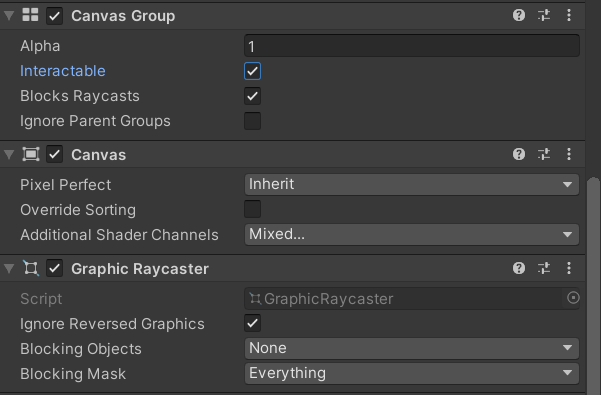 Canvas Group
Alpha 1
Interactable
Blocks Raycasts
Ignore Parent Groups
Canvas
Pixel Perfect Inherit
Override Sorting
Additional Shader Channels Mixed...
Graphic Raycaster
Script GraphicRaycaster
Ignore Reversed Graphics
Blocking Objects None
Blocking Mask Everything